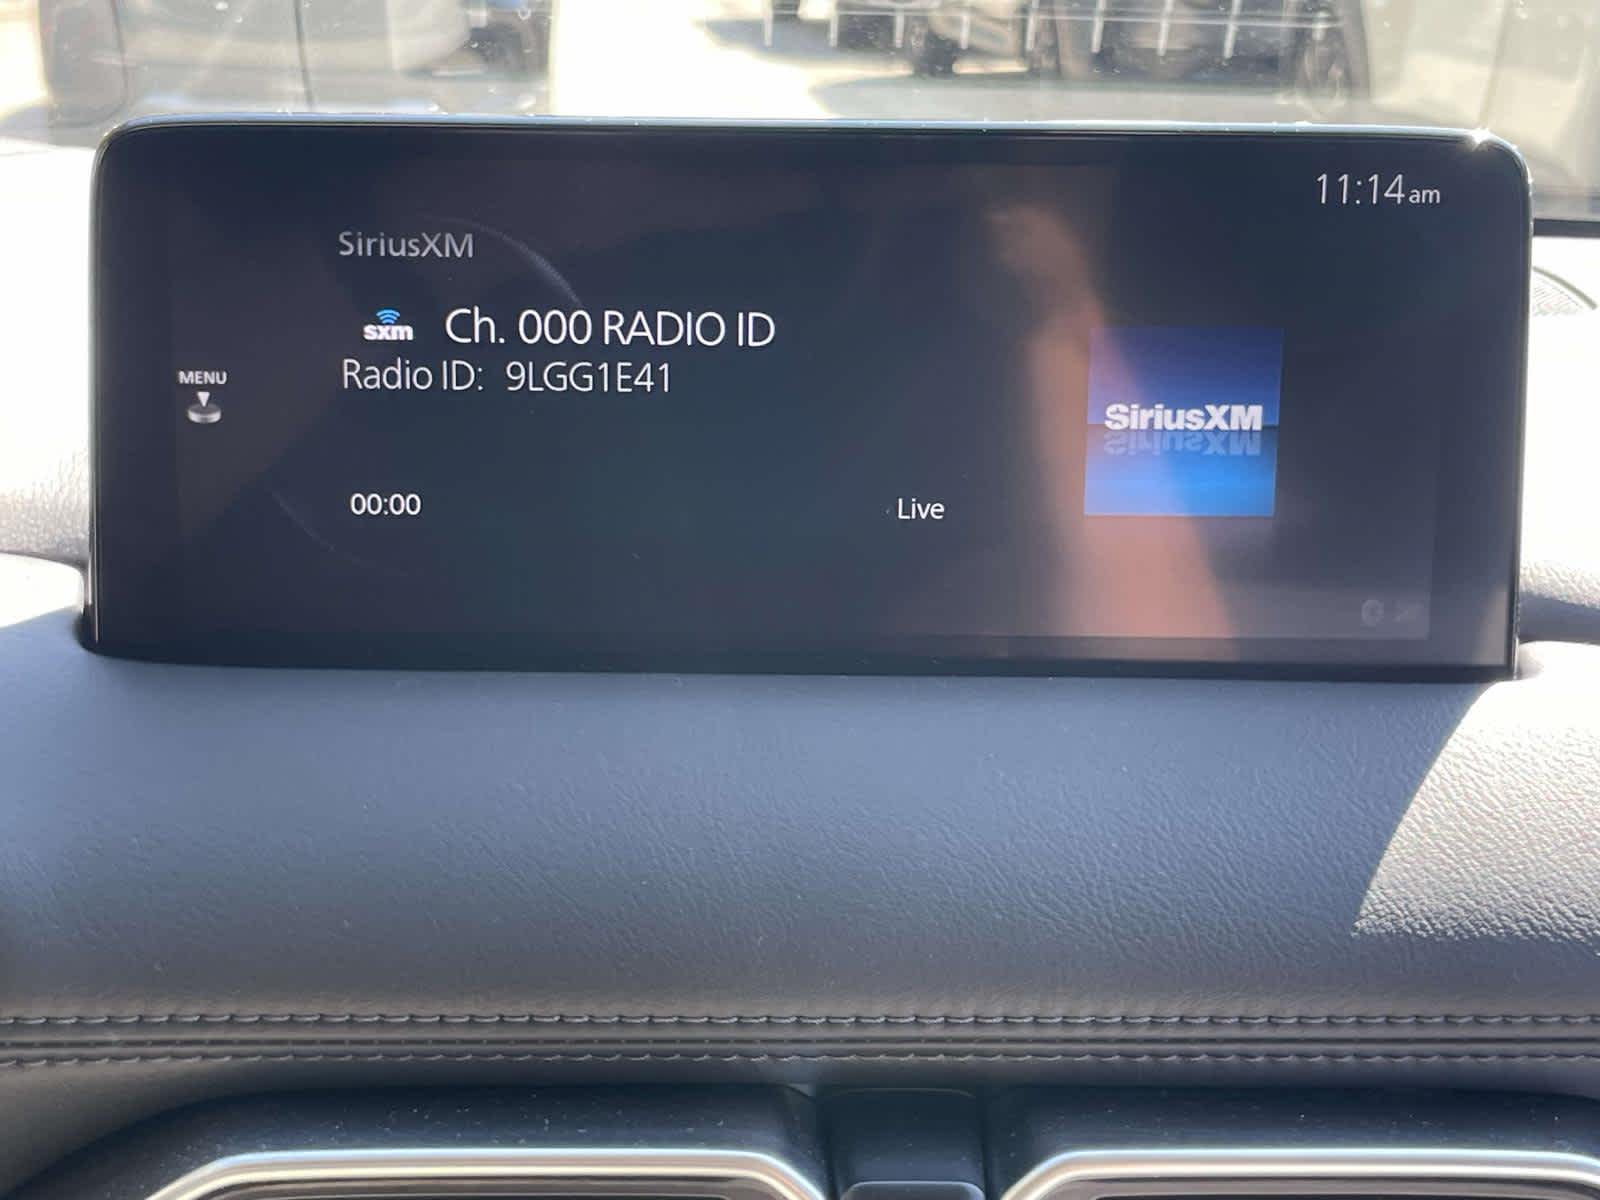 11:14am
SiriusXM
sxm Ch. 000 RADIO ID
Radio ID: 9LGG1E41
MENU
SiriusXM
00:00
Live